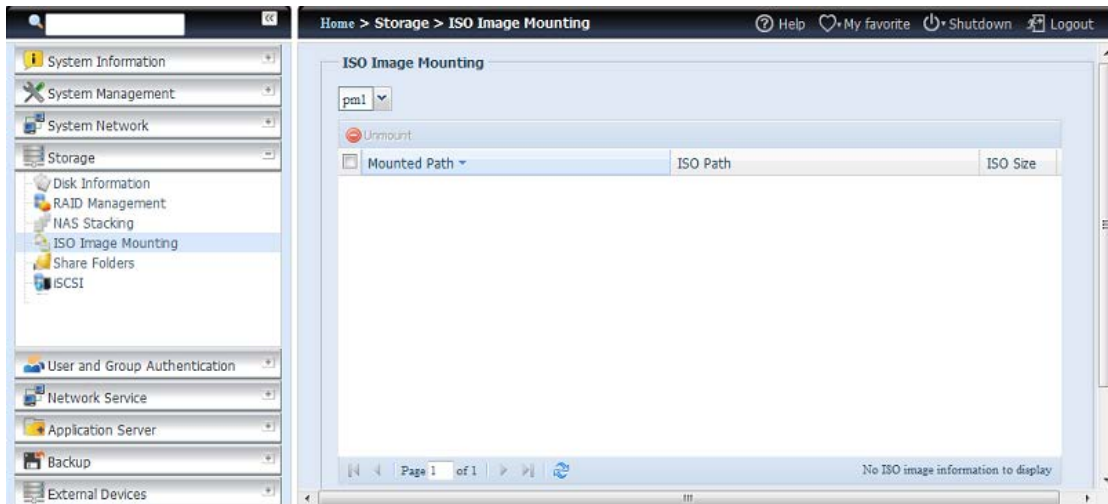 Home > Storage > ISO Image Mounting
Help My favorite Shutdown Logout
System Information
System Management
System Network
Storage
Disk Information
RAID Management
NAS Stacking
ISO Image Mounting
Share Folders
iSCSI
User and Group Authentication
Network Service
Application Server
Backup
External Devices
ISO Image Mounting
pm1
Unmount
Mounted Path ISO Path ISO Size
Page 1 of 1
No ISO image information to display